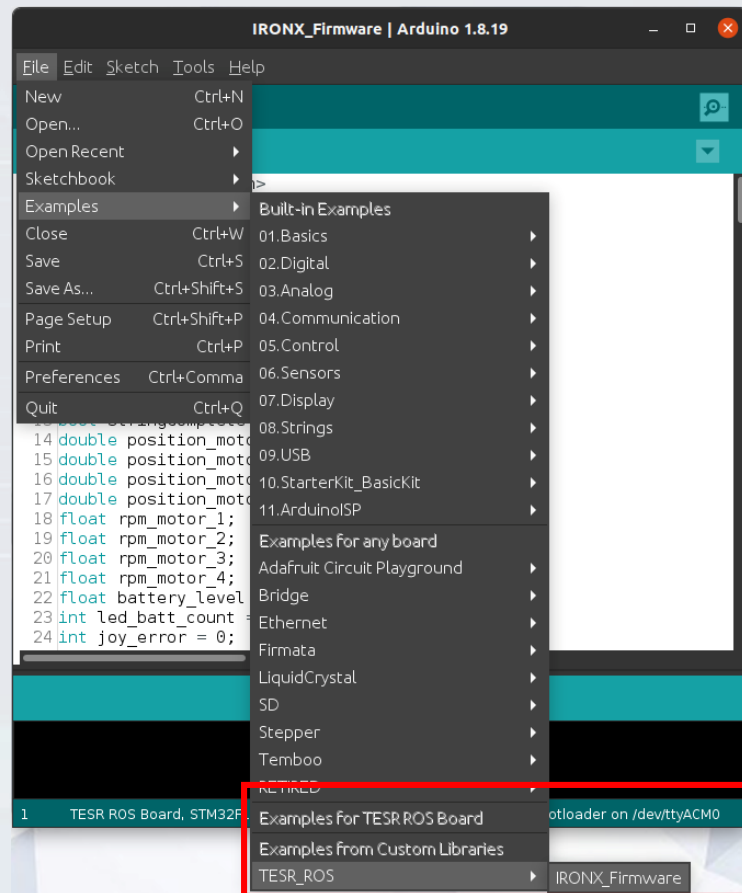 IRONX_Firmware | Arduino 1.8.19
File Edit Sketch Tools Help
New Ctrl+N
Open... Ctrl+O
Open Recent
Sketchbook
Examples
Close Ctrl+W
Save Ctrl+S
Save As... Ctrl+Shift+S
Page Setup Ctrl+Shift+P
Print Ctrl+P
Preferences Ctrl+Comma
Quit Ctrl+Q
>
Built-in Examples
01.Basics
02.Digital
03.Analog
04.Communication
05.Control
06.Sensors
07.Display
08.Strings
09.USB
10.StarterKit_BasicKit
11.ArduinoISP
Examples for any board
Adafruit Circuit Playground
Bridge
Ethernet
Firmata
LiquidCrystal
SD
Stepper
Temboo
RETIRED
Examples for TESR ROS Board
Examples from Custom Libraries
TESR_ROS
IRONX_Firmware
14 double position_moto
15 double position_moto
16 double position_moto
17 double position_moto
18 float rpm_motor_1;
19 float rpm_motor_2;
20 float rpm_motor_3;
21 float rpm_motor_4;
22 float battery_level
23 int led_batt_count =
24 int joy_error = 0;
1 TESR ROS Board, STM32F otloader on /dev/ttyACM0